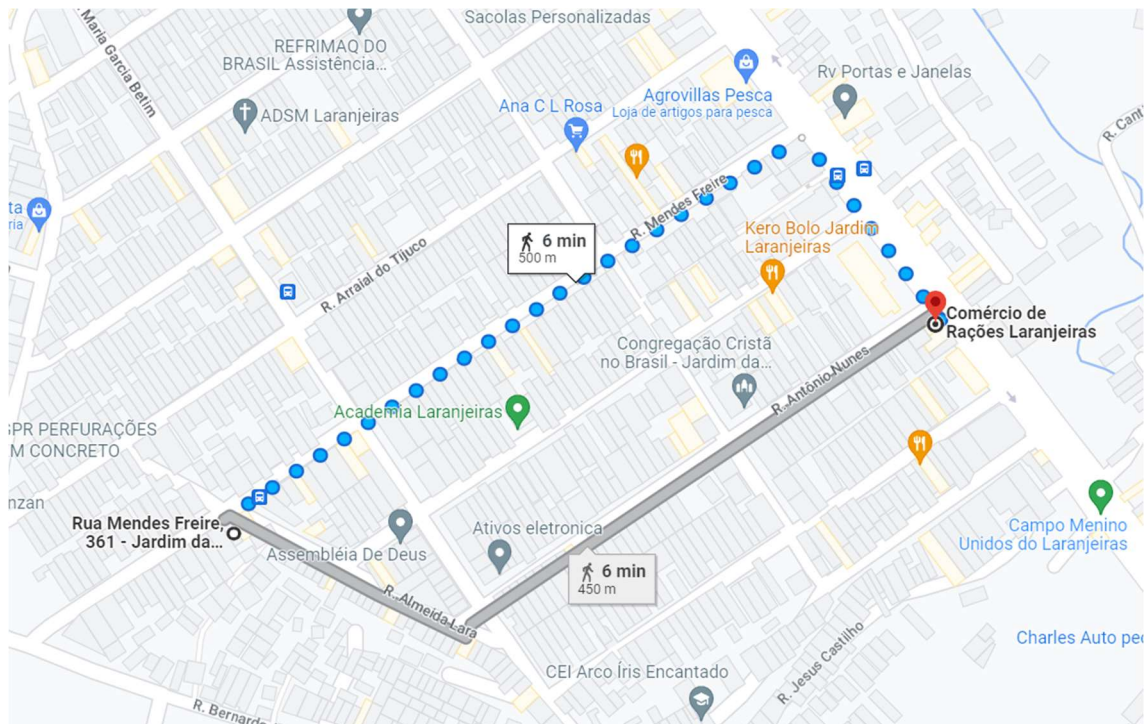 Sacolas Personalizadas
Maria Garcia Betim
REFRIMAQ DO
BRASIL Assistência...
Rv Portas e Janelas
Agrovillas Pesca
Loja de artigos para pesca
Ana C L Rosa
ADSM Laranjeiras
R. Cant
ta
ria
R. Mendes Freire
Kero Bolo Jardim
Laranjeiras
6 min
500 m
R. Arraial do Tijuco
Comércio de
Rações Laranjeiras
Congregação Cristã
no Brasil - Jardim da...
R. Antônio Nunes
Academia Laranjeiras
SPR PERFURAÇÕES
M CONCRETO
nzan
Rua Mendes Freire,
361 - Jardim da...
Ativos eletronica
Assembléia De Deus
Campo Menino
Unidos do Laranjeiras
6 min
450 m
R. Almeida Lara
Charles Auto pe
CEI Arco Íris Encantado
R. Jesus Castilho
R. Bernardo